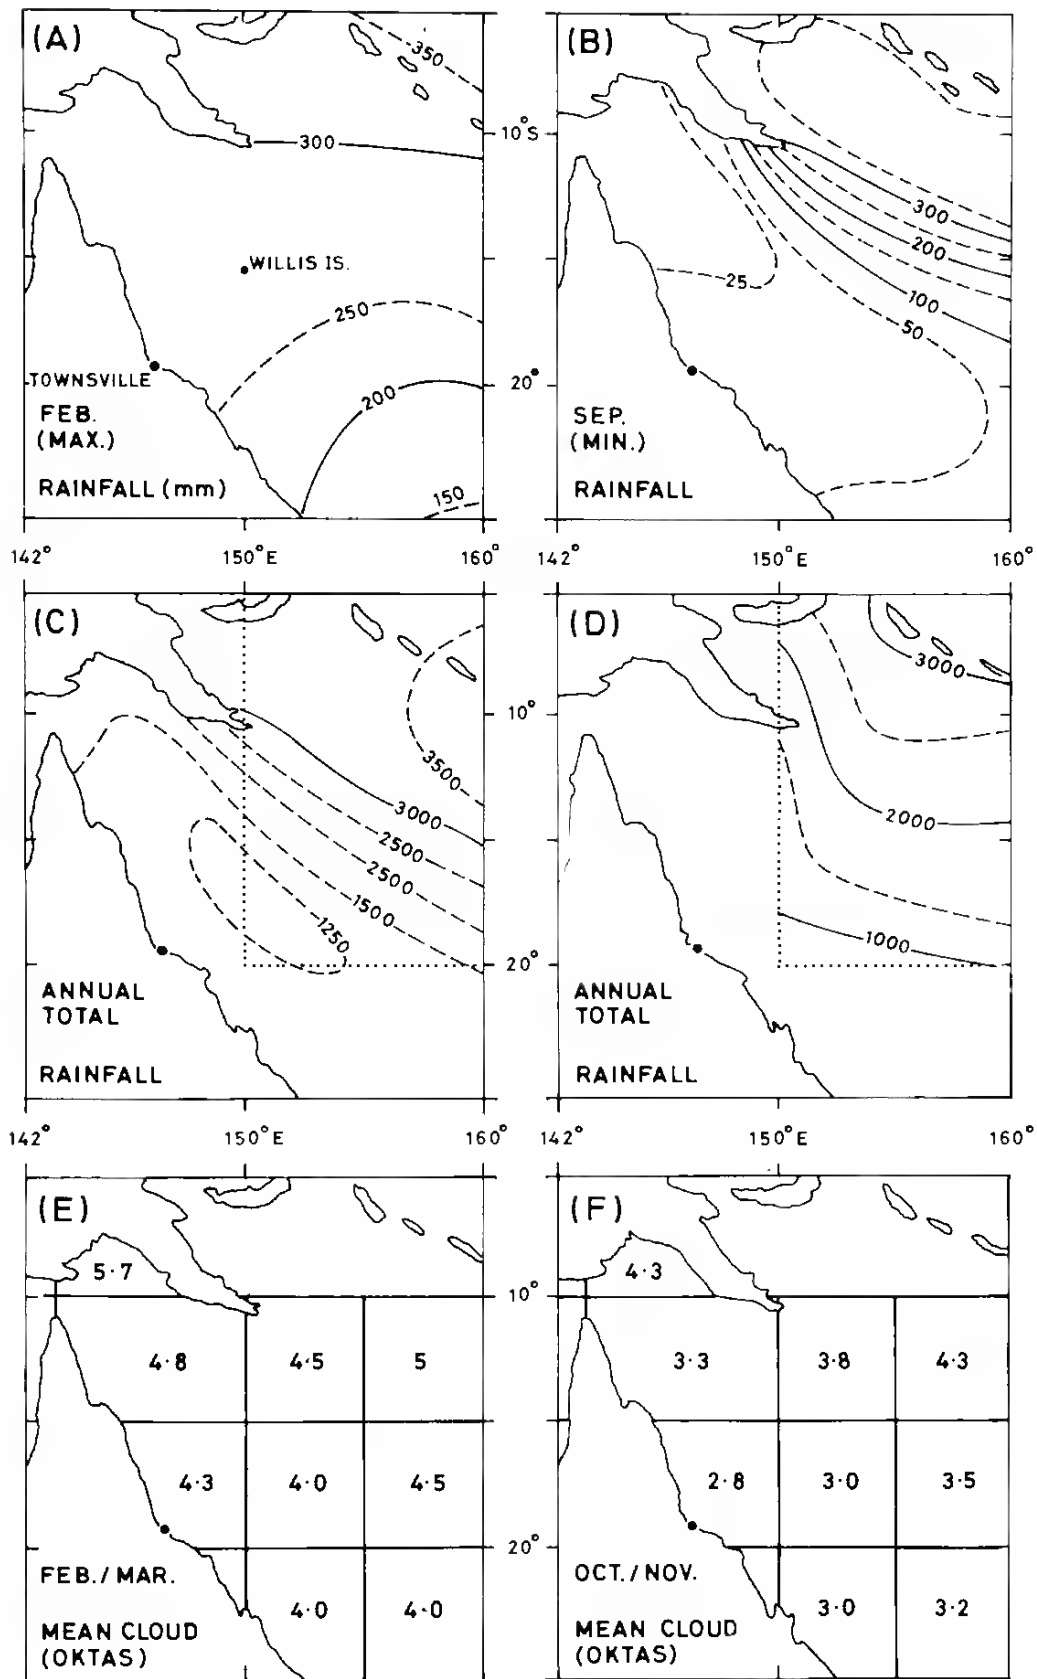 (A)
350
300
10°S
WILLIS IS.
250
TOWNSVILLE
200
20°
FEB.
(MAX.)
RAINFALL (mm)
150
142°
150°E
160°
(B)
300
200
25
100
50
SEP.
(MIN.)
RAINFALL
142°
150°E
160°
(C)
10°
3500
3000
2500
2500
1500
1250
20°
ANNUAL
TOTAL
RAINFALL
142°
150°E
160°
(D)
3000
2000
1000
ANNUAL
TOTAL
RAINFALL
142°
150°E
160°
(E)
5·7
10°
4·8 4·5 5
4·3 4·0 4·5
20°
FEB./MAR.
4·0 4·0
MEAN CLOUD
(OKTAS)
(F)
4·3
3·3 3·8 4·3
2·8 3·0 3·5
OCT./NOV.
3·0 3·2
MEAN CLOUD
(OKTAS)